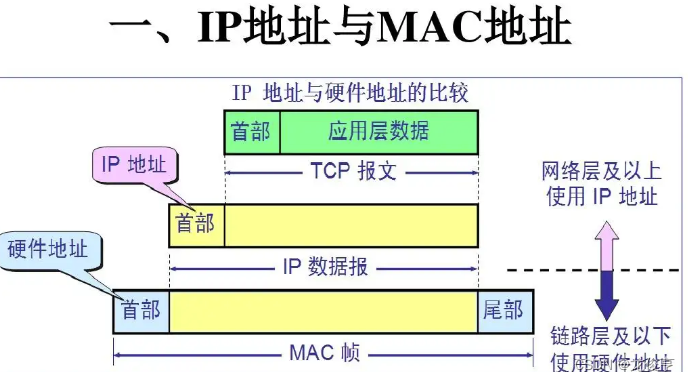 一、IP地址与MAC地址
IP 地址与硬件地址的比较
首部 应用层数据
IP 地址
TCP 报文
网络层及以上
使用 IP 地址
首部
硬件地址
IP 数据报
首部 尾部
链路层及以下
使用硬件地址
MAC 帧